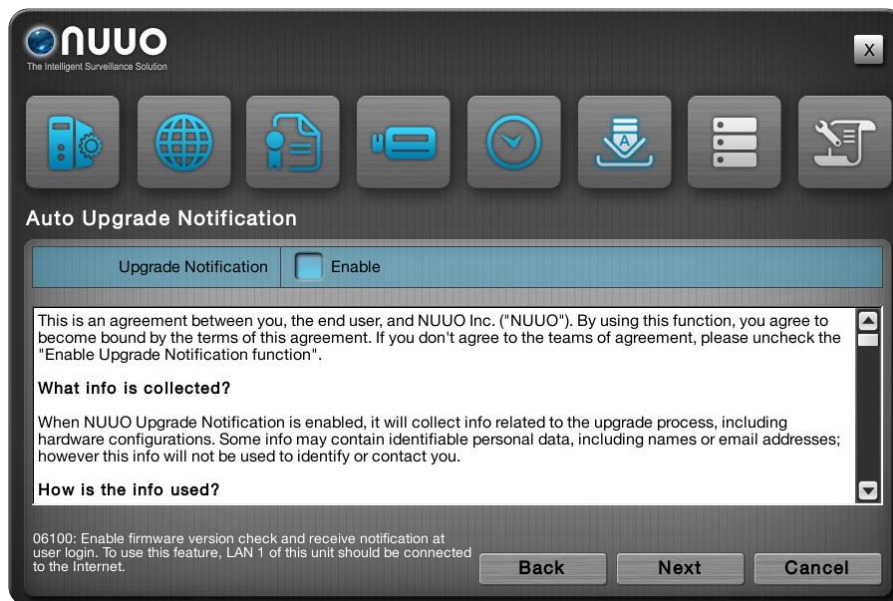 nuuo
The Intelligent Surveillance Solution
X
A
Auto Upgrade Notification
Upgrade Notification
Enable
This is an agreement between you, the end user, and NUUO Inc. ("NUUO"). By using this function, you agree to
become bound by the terms of this agreement. If you don't agree to the teams of agreement, please uncheck the
"Enable Upgrade Notification function".
What info is collected?
When NUUO Upgrade Notification is enabled, it will collect info related to the upgrade process, including
hardware configurations. Some info may contain identifiable personal data, including names or email addresses;
however this info will not be used to identify or contact you.
How is the info used?
06100: Enable firmware version check and receive notification at
user login. To use this feature, LAN 1 of this unit should be connected
to the Internet.
Back
Next
Cancel